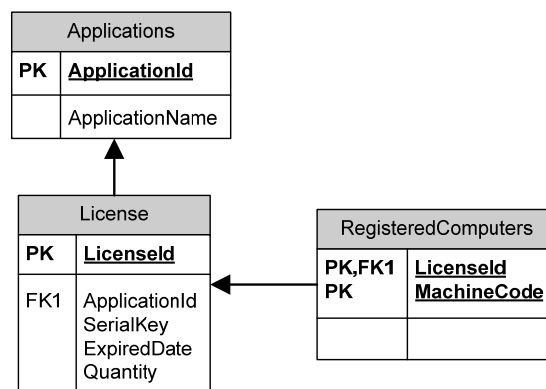 Applications
PK ApplicationId
ApplicationName
License
PK LicenseId
FK1 ApplicationId
SerialKey
ExpiredDate
Quantity
RegisteredComputers
PK,FK1 LicenseId
PK MachineCode